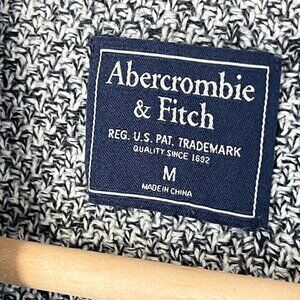 Abercrombie
& Fitch
REG. U.S. PAT. TRADEMARK
QUALITY SINCE 1892
M
MADE IN CHINA